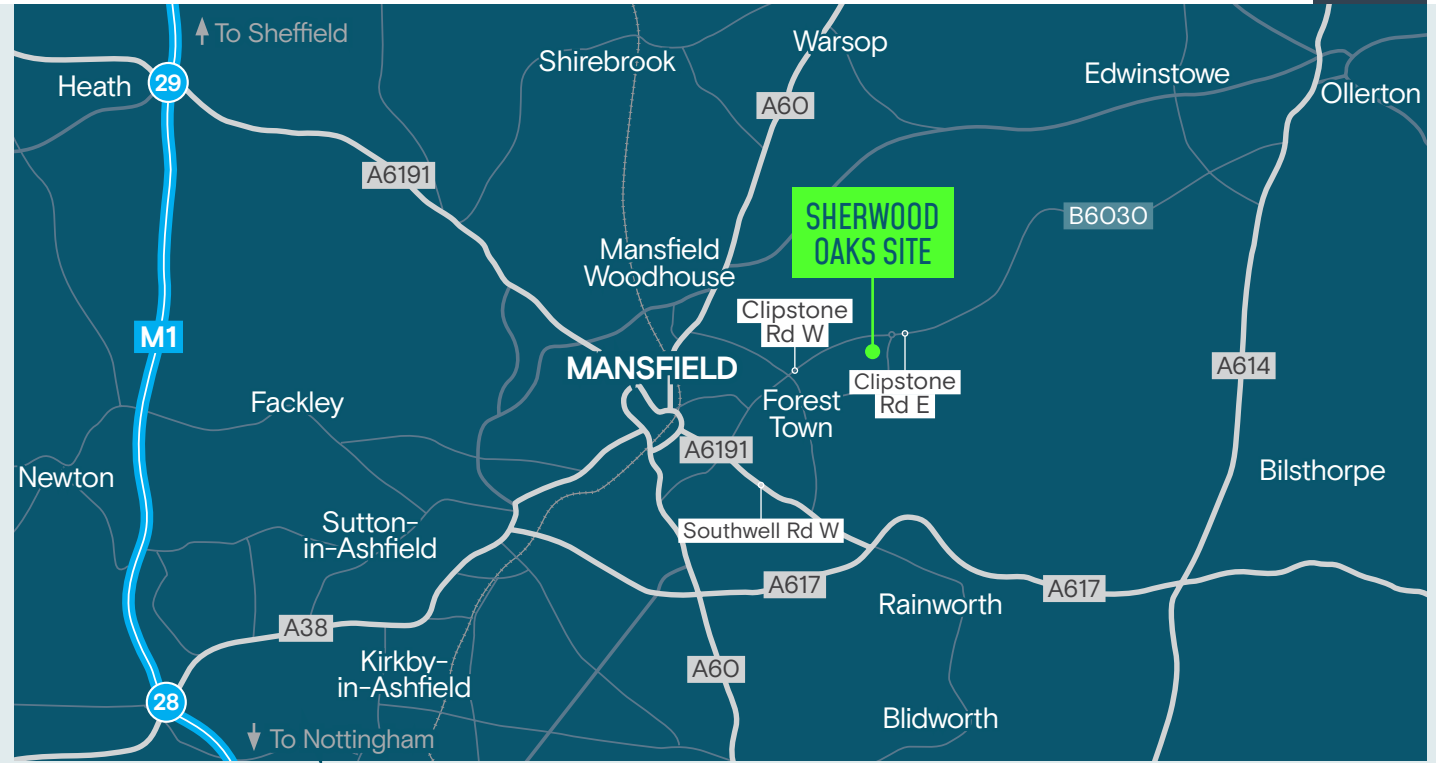 To Sheffield
Warsop
Shirebrook
Edwinstowe
Heath
29
Ollerton
A60
A6191
SHERWOOD
OAKS SITE
B6030
Mansfield
Woodhouse
Clipstone
Rd W
M1
MANSFIELD
A614
Clipstone
Rd E
Fackley
Forest
Town
A6191
Newton
Bilsthorpe
Sutton-
in-Ashfield
Southwell Rd W
A617
A617
Rainworth
A38
Kirkby-
in-Ashfield
A60
28
Blidworth
To Nottingham